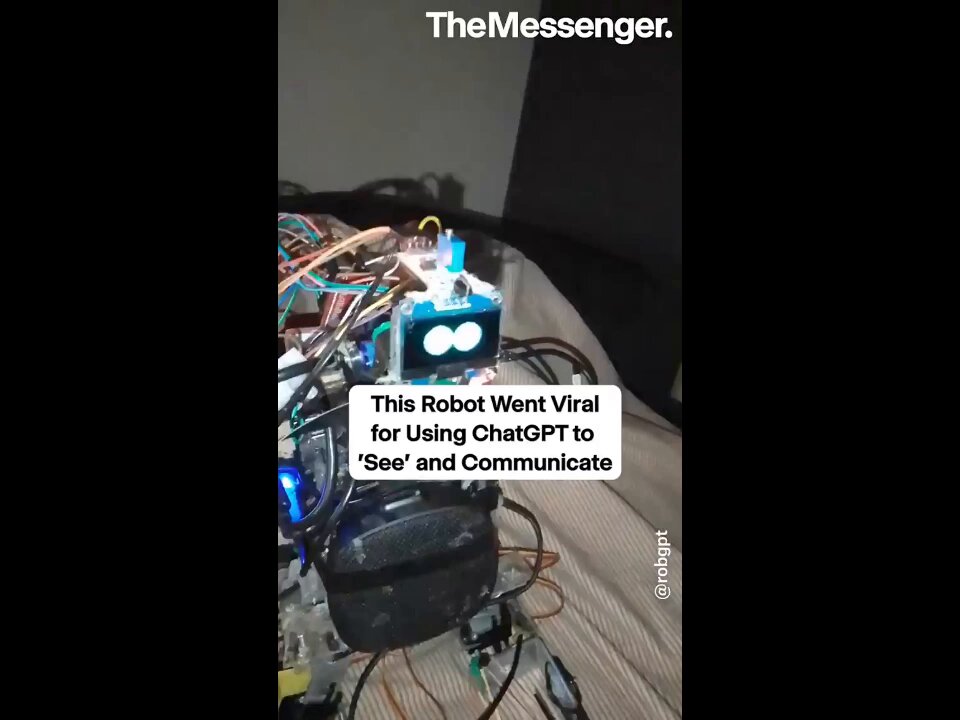 TheMessenger.
This Robot Went Viral
for Using ChatGPT to
'See' and Communicate
@robgpt